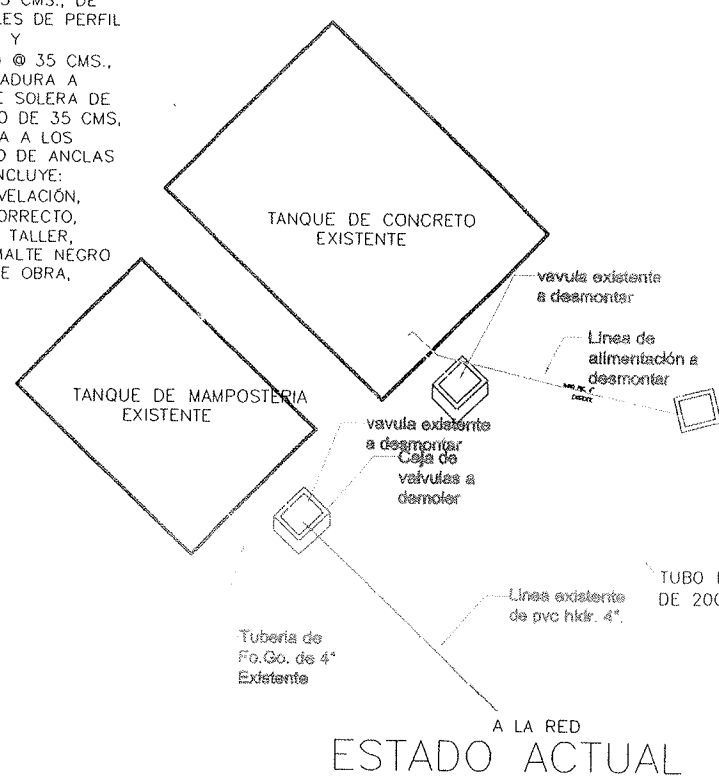 CMS., DE
LES DE PERFIL
Y
@ 35 CMS.,
ADURA A
E SOLERA DE
O DE 35 CMS,
A A LOS
O DE ANCLAS
NCLUYE:
VELACIÓN,
ORRECTO,
TALLER,
MALTE NEGRO
E OBRA,
TANQUE DE CONCRETO
EXISTENTE
vavula existente
a desmontar
Linea de
alimentación a
desmontar
TANQUE DE MAMPOSTERIA
EXISTENTE
vavula existente
a desmontar
Caja de
valvulas a
demoler
TUBO
DE 200
Linea existente
de pvc hidr. 4".
Tuberia de
Fo.Go. de 4"
Existente
A LA RED
ESTADO ACTUAL